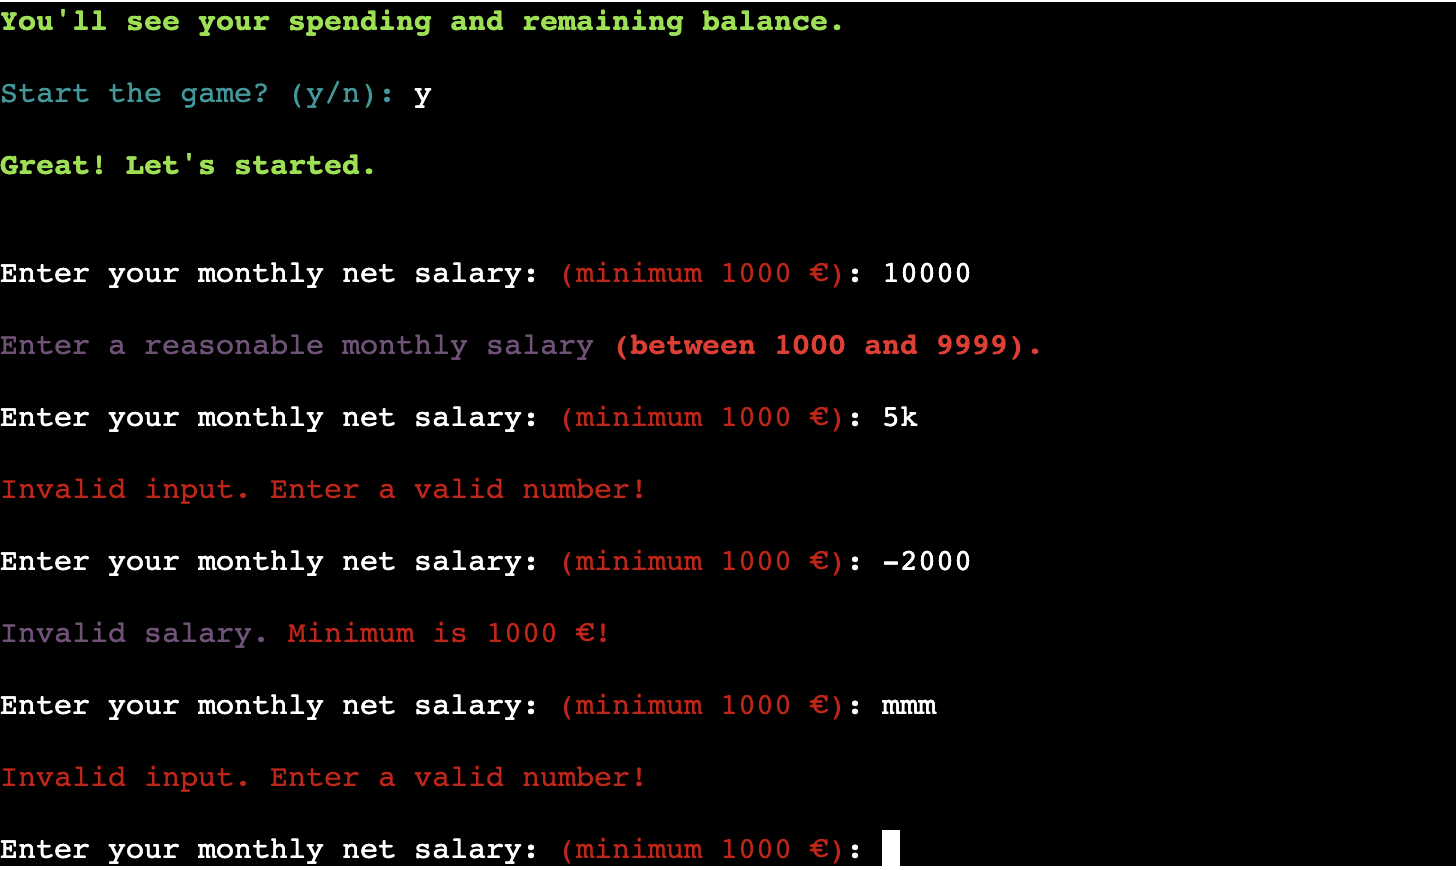 You'll see your spending and remaining balance.
Start the game? (y/n): y
Great! Let's started.
Enter your monthly net salary: (minimum 1000 €): 10000
Enter a reasonable monthly salary (between 1000 and 9999).
Enter your monthly net salary: (minimum 1000 €): 5k
Invalid input. Enter a valid number!
Enter your monthly net salary: (minimum 1000 €): -2000
Invalid salary. Minimum is 1000 €!
Enter your monthly net salary: (minimum 1000 €): mmm
Invalid input. Enter a valid number!
Enter your monthly net salary: (minimum 1000 €):